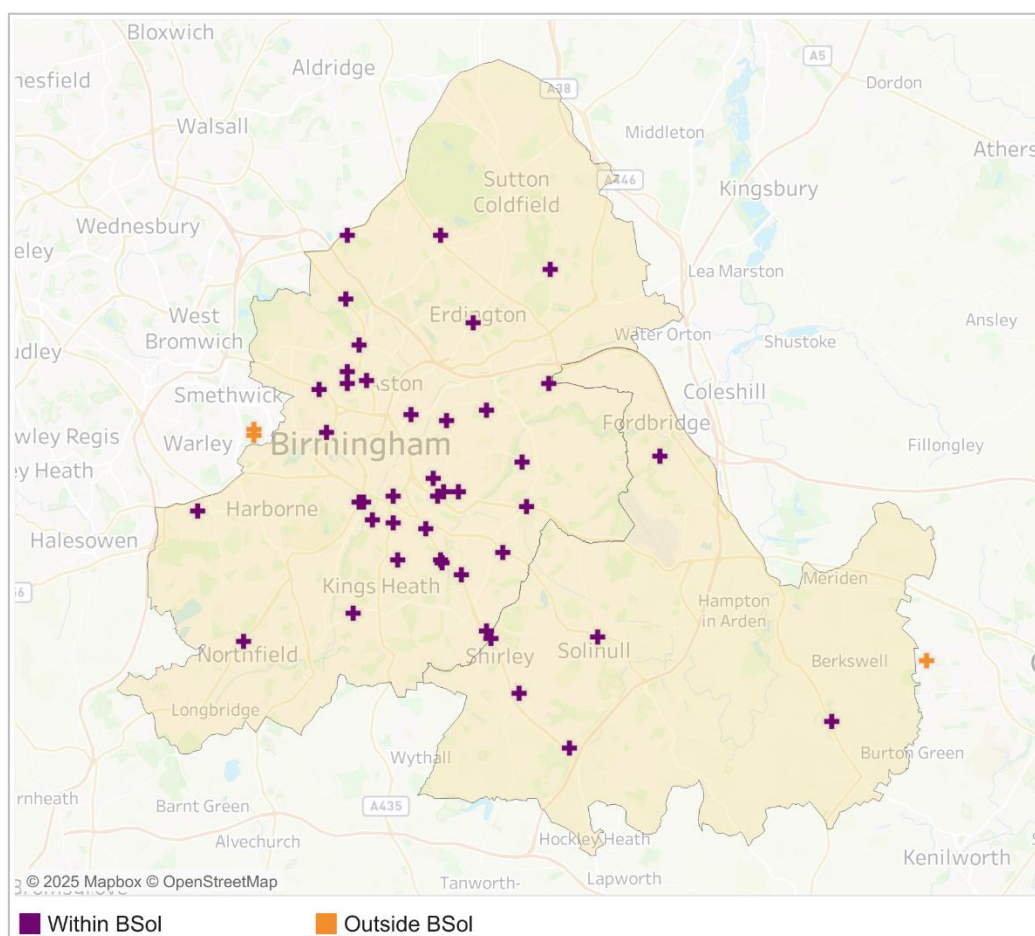 Bloxwich
Aldridge
A5
nesfield
A38
Dordon
Walsall
Middleton
Athers
Sutton
Coldfield
A446
Kingsbury
Wednesbury
eley
Lea Marston
West
Bromwich
Erdington
Water Orton
Ansley
udley
Shustoke
Smethwick
Aston
Coleshill
wley Regis
Warley
Birmingham
Fordbridge
Fillongley
ey Heath
Harborne
Halesowen
Kings Heath
Meriden
Hampton
in Arden
Northfield
Shirley
Solihull
Berkswell
Longbridge
Wythall
Burton Green
rnheath
Barnt Green
A435
Alvechurch
Hockley Heath
Kenilworth
© 2025 Mapbox © OpenStreetMap
Tanworth-
Lapworth
Within BSol
Outside BSol